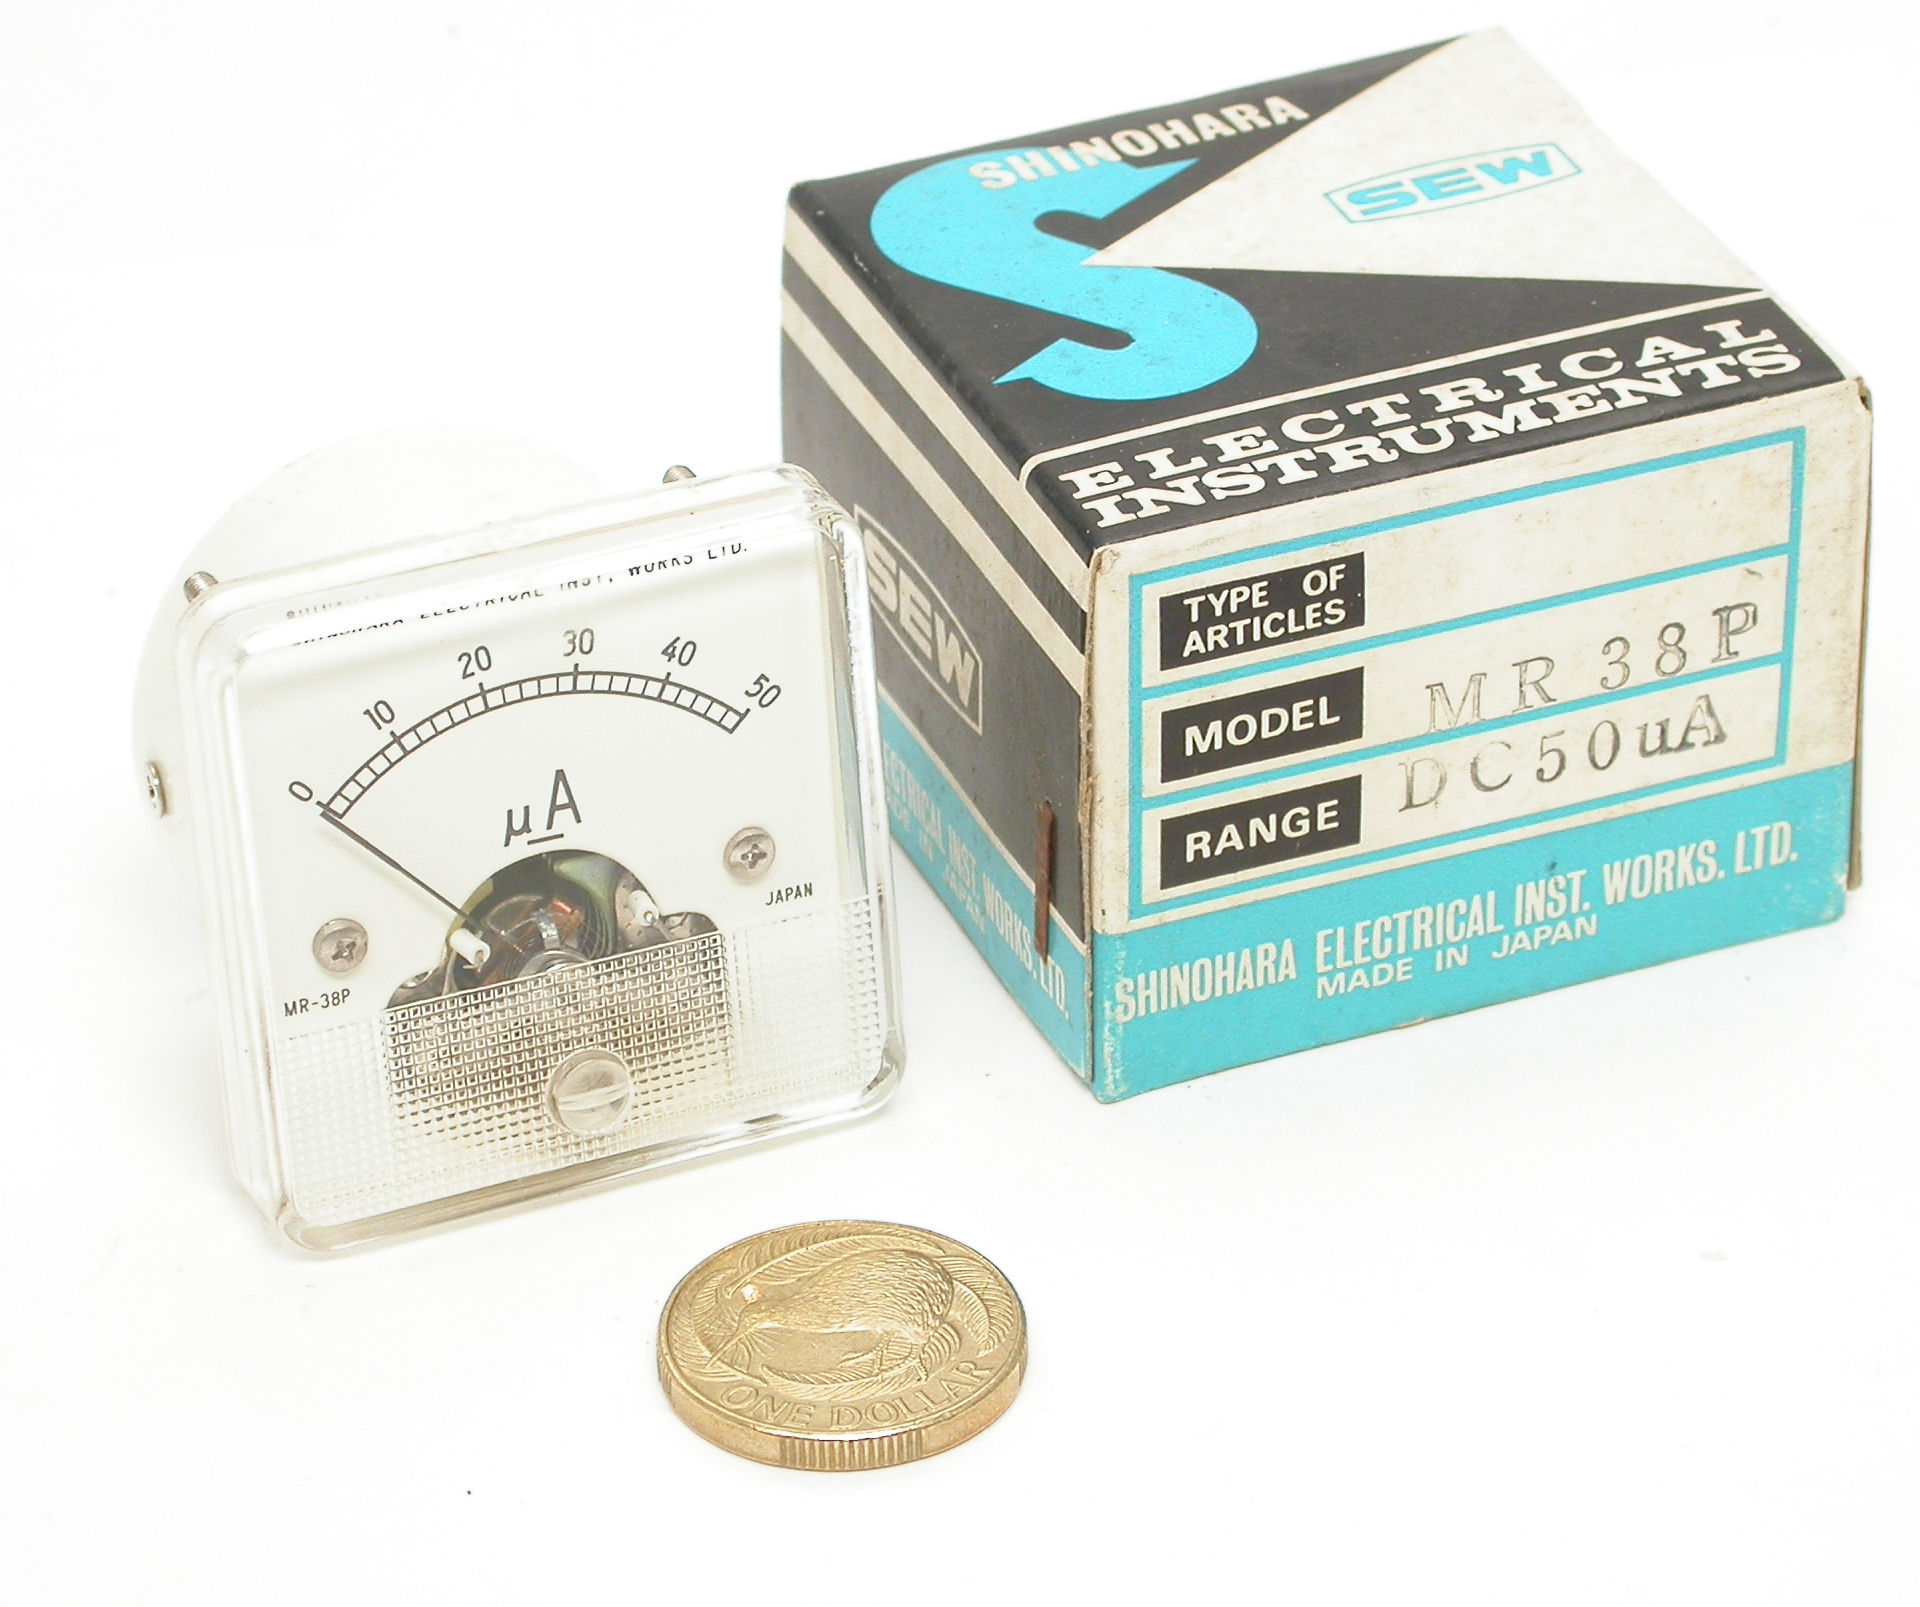 SHINOHARA
SEW
ELECTRICAL
INSTRUMENTS
TYPE OF
ARTICLES
MODEL MR 38P
RANGE DC50uA
SHINOHARA ELECTRICAL INST. WORKS. LTD.
MADE IN JAPAN
SEW
INST. WORKS. LTD.
IN JAPAN
ELECTRICAL INST, WORKS LTD.
0 10 20 30 40 50
µA
JAPAN
MR-38P
ONE DOLLAR